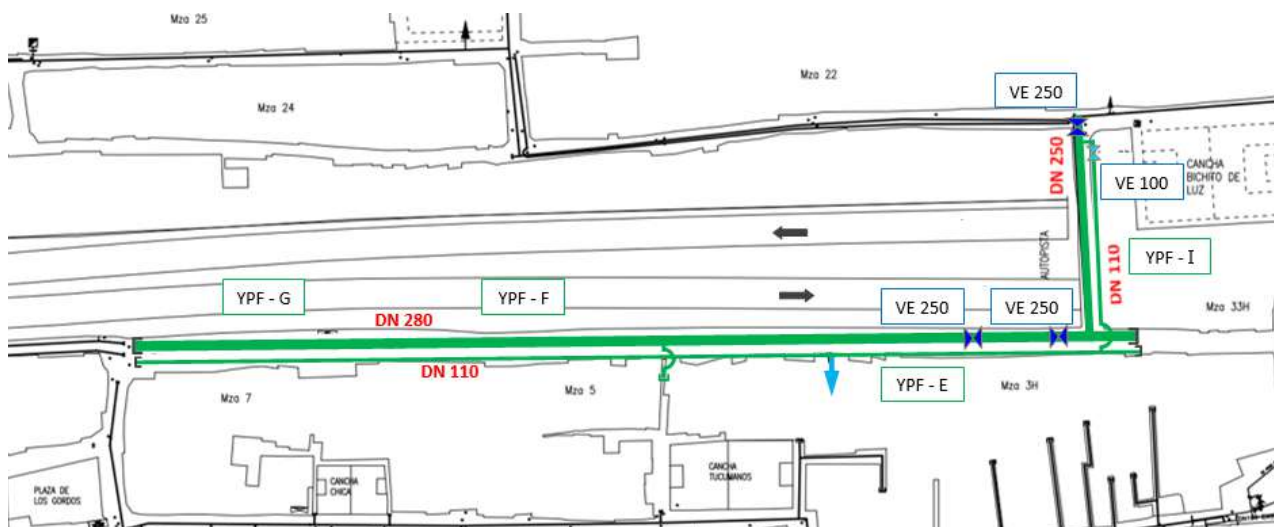 Mza 25
Mza 24
Mza 22
VE 250
DN 250
CANCHA
BICHITO DE
LUZ
VE 100
AUTOPISTA
YPF - I
DN 110
YPF - G
YPF - F
VE 250
VE 250
Mza 33H
DN 280
DN 110
YPF - E
Mza 7
Mza 5
Mza 3H
CANCHA
CHICA
CANCHA
TUCUMANOS
PLAZA DE
LOS GORDOS